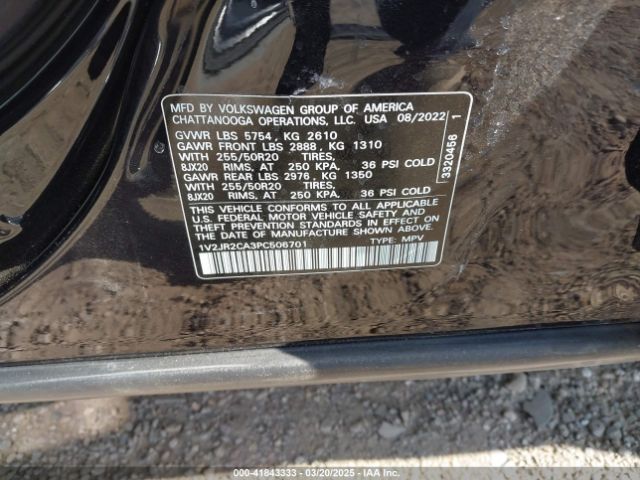 MFD BY VOLKSWAGEN GROUP OF AMERICA
CHATTANOOGA OPERATIONS, LLC. USA 08/2022
GVWR LBS 5754, KG 2610
GAWR FRONT LBS 2888, KG 1310
WITH 255/50R20 TIRES,
8JX20 RIMS, AT 250 KPA, 36 PSI COLD
GAWR REAR LBS 2976, KG 1350
WITH 255/50R20 TIRES,
8JX20 RIMS, AT 250 KPA, 36 PSI COLD
THIS VEHICLE CONFORMS TO ALL APPLICABLE
U.S. FEDERAL MOTOR VEHICLE SAFETY AND
THEFT PREVENTION STANDARDS IN EFFECT ON
THE DATE OF MANUFACTURE SHOWN ABOVE.
1V2JR2CA3PC506701 TYPE: MPV
3320456 1
000-41843333 - 03/20/2025 - IAA Inc.